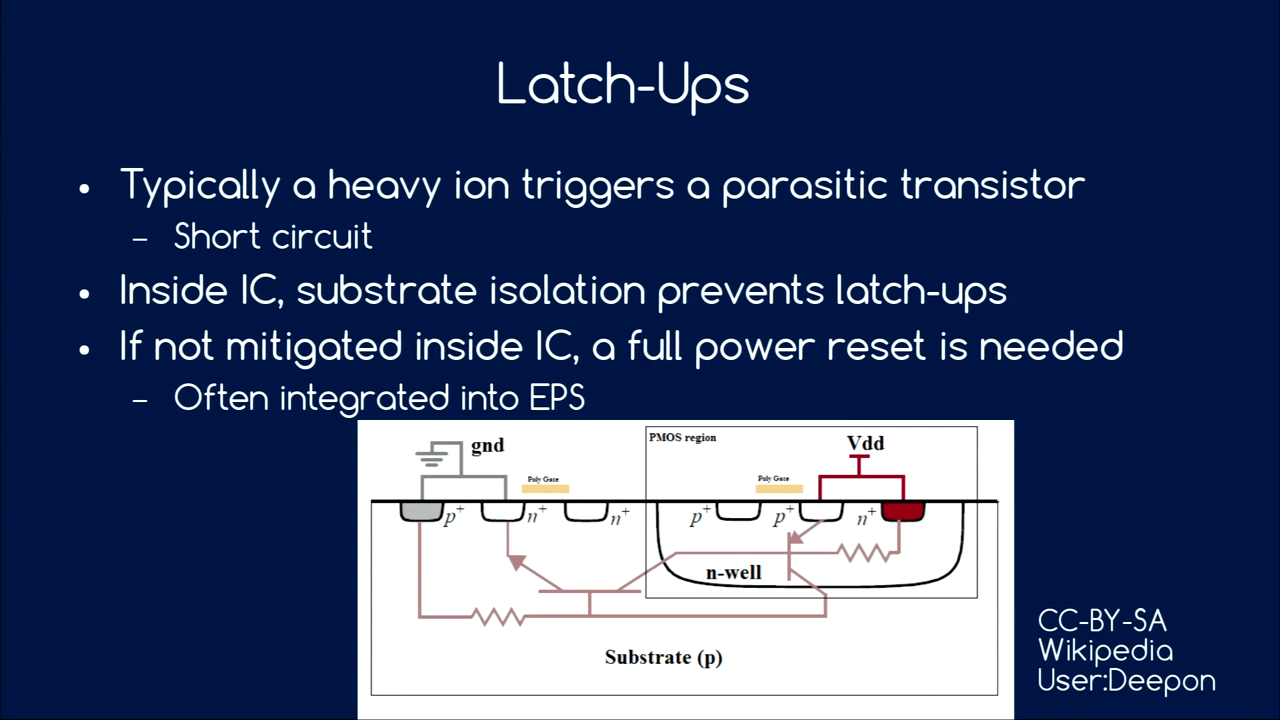 Latch-Ups
• Typically a heavy ion triggers a parasitic transistor
– Short circuit
• Inside IC, substrate isolation prevents latch-ups
• If not mitigated inside IC, a full power reset is needed
– Often integrated into EPS
gnd
Poly Gate
PMOS region
Poly Gate
Vdd
p+
n+
n+
p+
p+
n+
n-well
Substrate (p)
CC-BY-SA
Wikipedia
User:Deepon